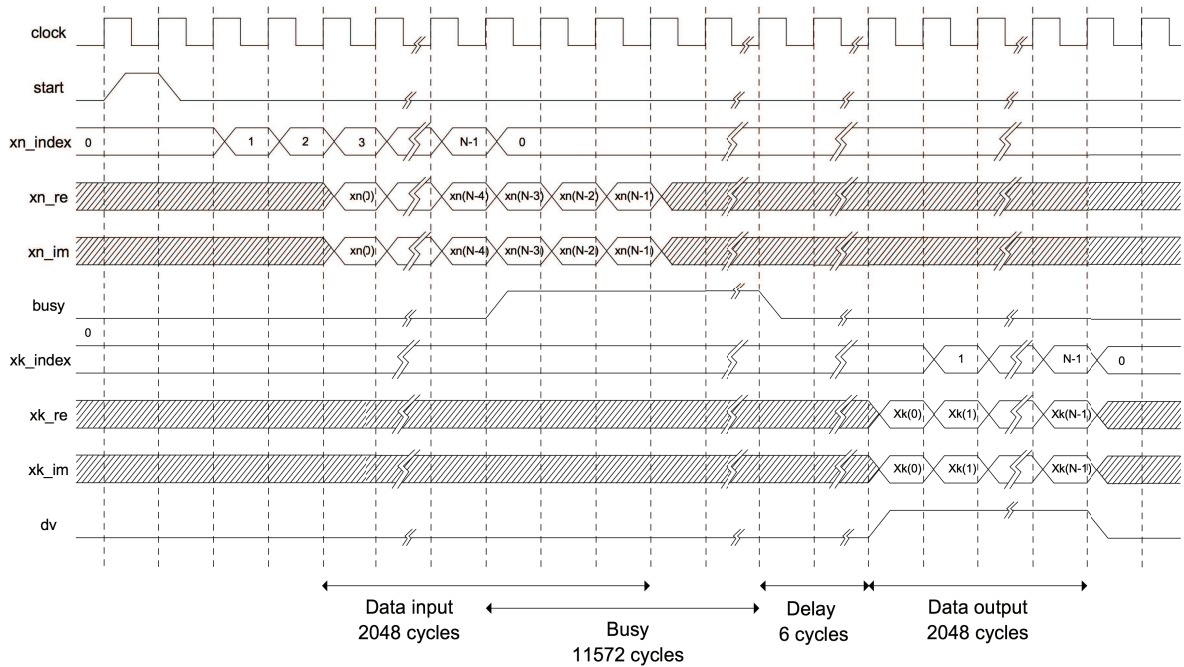 clock
start
xn_index 0 1 2 3 N-1 0
xn_re xn(0) xn(N-4) xn(N-3) xn(N-2) xn(N-1)
xn_im xn(0) xn(N-4) xn(N-3) xn(N-2) xn(N-1)
busy
0
xk_index 1 N-1 0
xk_re Xk(0) Xk(1) Xk(N-1)
xk_im Xk(0) Xk(1) Xk(N-1)
dv
Data input
2048 cycles
Busy
11572 cycles
Delay
6 cycles
Data output
2048 cycles